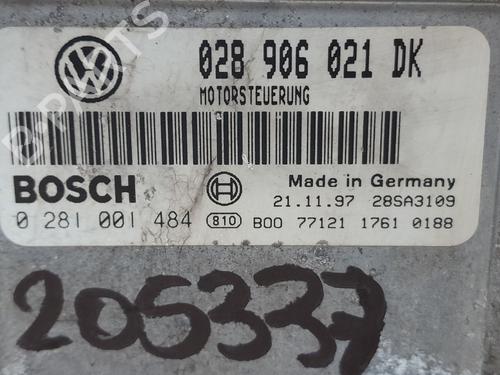 028 906 021 DK
MOTORSTEUERUNG
BOSCH
Made in Germany
21.11.97 28SA3109
0 281 001 484 810 B00 77121 1761 0188
205337